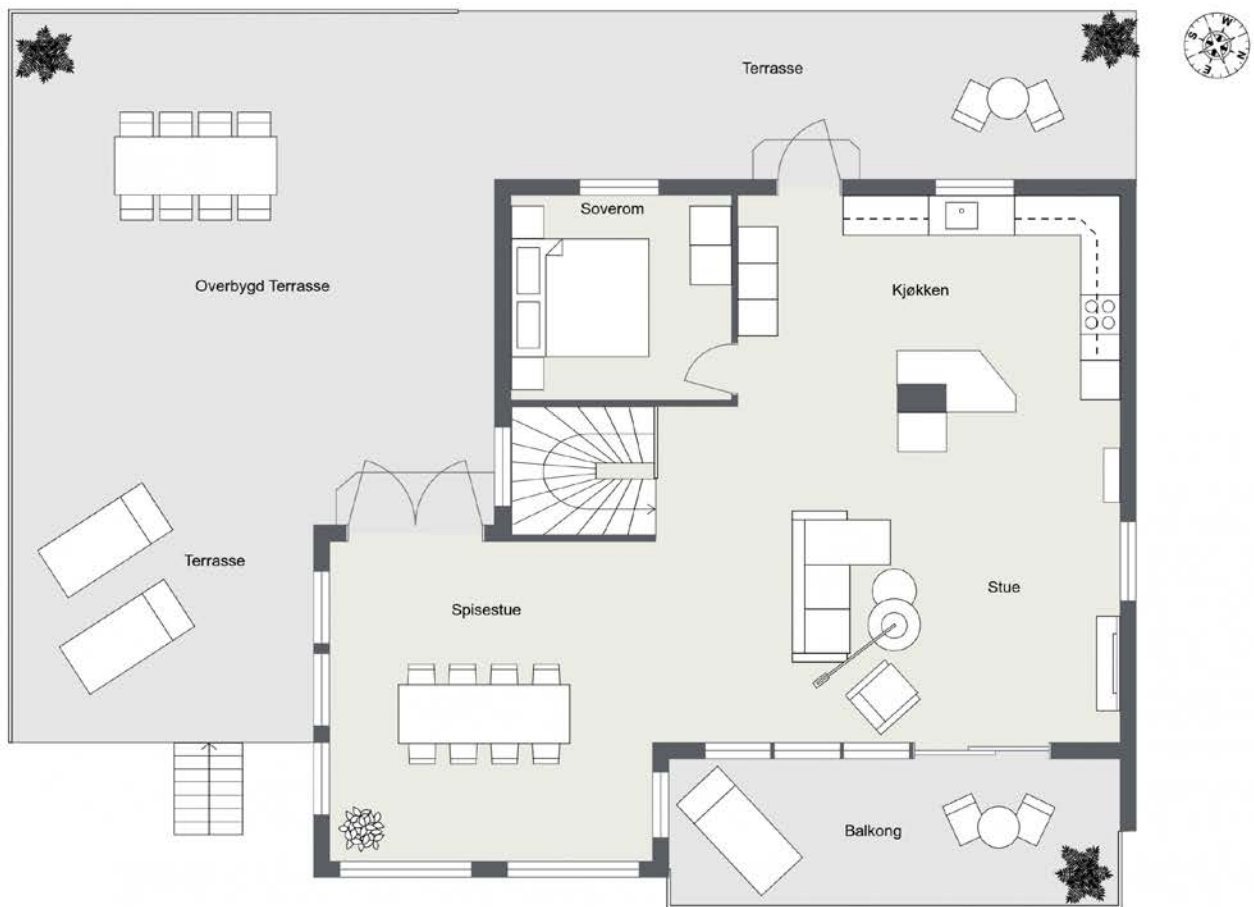 Terrasse
W
S
N
E
Soverom
Overbygd Terrasse
Kjøkken
Terrasse
Stue
Spisestue
Balkong